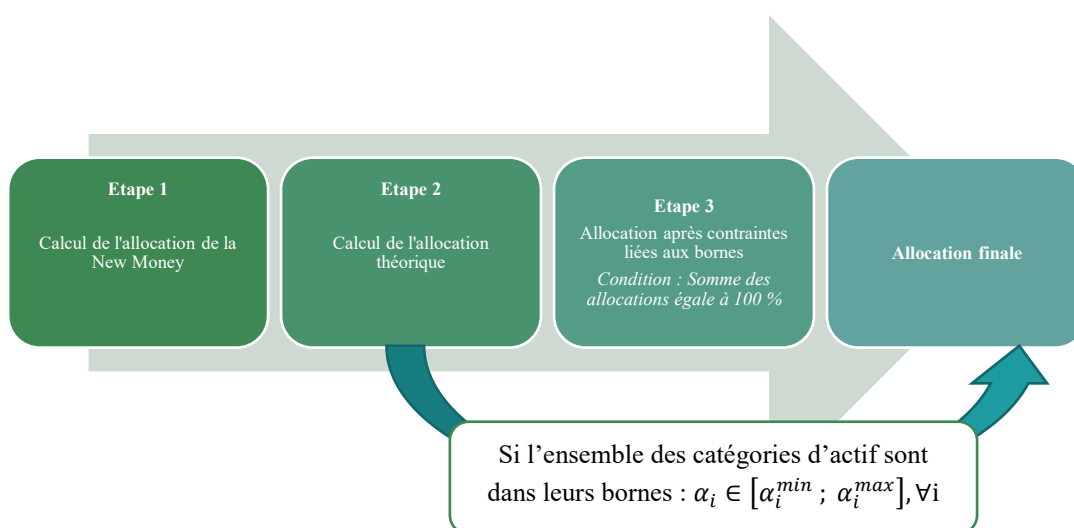 Etape 1
Calcul de l'allocation de la
New Money
Etape 2
Calcul de l'allocation
théorique
Etape 3
Allocation après contraintes
liées aux bornes
Condition : Somme des
allocations égale à 100 %
Allocation finale
Si l’ensemble des catégories d’actif sont
dans leurs bornes : 𝛼ᵢ ∈ [𝛼ᵢᵐⁱⁿ ; 𝛼ᵢᵐᵃˣ], ∀i